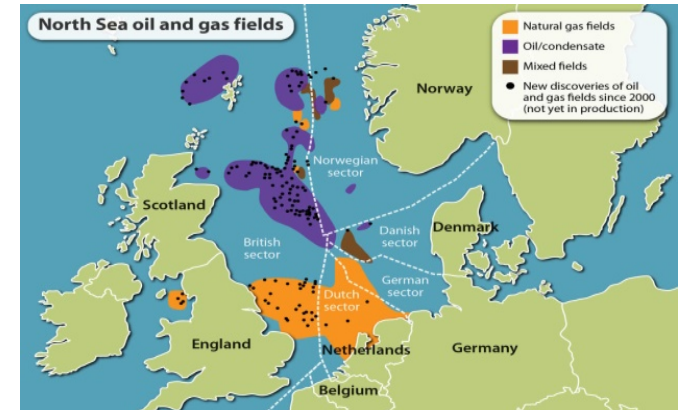 North Sea oil and gas fields
Natural gas fields
Oil/condensate
Mixed fields
New discoveries of oil
and gas fields since 2000
(not yet in production)
Norway
Norwegian
sector
Scotland
British
sector
Danish
sector
Denmark
German
sector
Dutch
sector
England
Netherlands
Germany
Belgium